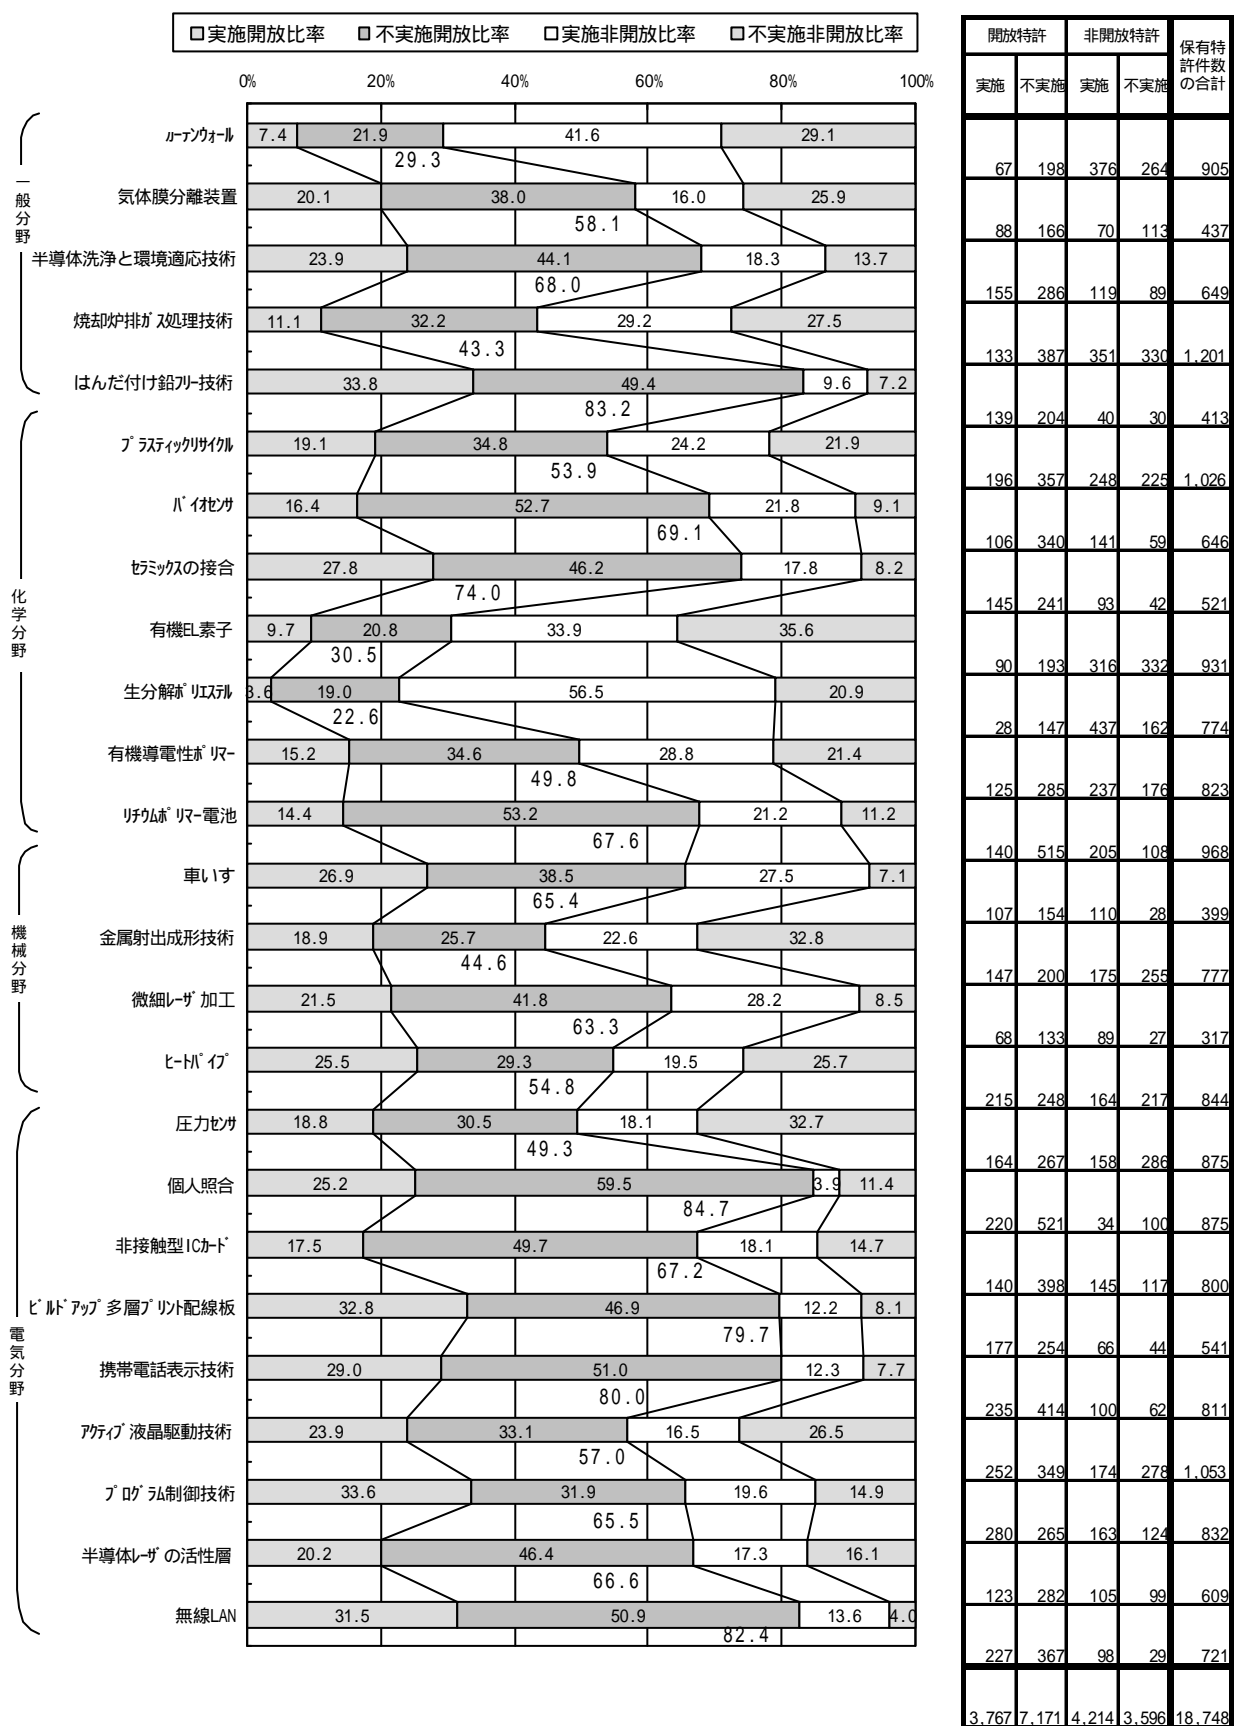 実施開放比率 不実施開放比率 実施非開放比率 不実施非開放比率
開放特許 非開放特許 保有特許件数の合計
実施 不実施 実施 不実施
0% 20% 40% 60% 80% 100%
一般分野
カーテンウォール 7.4 21.9 41.6 29.1
29.3
67 198 376 264 905
気体膜分離装置 20.1 38.0 16.0 25.9
58.1
88 166 70 113 437
半導体洗浄と環境適応技術 23.9 44.1 18.3 13.7
68.0
155 286 119 89 649
焼却炉排ガス処理技術 11.1 32.2 29.2 27.5
43.3
133 387 351 330 1,201
はんだ付け鉛フリー技術 33.8 49.4 9.6 7.2
83.2
139 204 40 30 413
化学分野
プラスティックリサイクル 19.1 34.8 24.2 21.9
53.9
196 357 248 225 1,026
バイオセンサ 16.4 52.7 21.8 9.1
69.1
106 340 141 59 646
セラミックスの接合 27.8 46.2 17.8 8.2
74.0
145 241 93 42 521
有機EL素子 9.7 20.8 33.9 35.6
30.5
90 193 316 332 931
生分解ポリエステル 3.6 19.0 56.5 20.9
22.6
28 147 437 162 774
有機導電性ポリマー 15.2 34.6 28.8 21.4
49.8
125 285 237 176 823
リチウムポリマー電池 14.4 53.2 21.2 11.2
67.6
140 515 205 108 968
機械分野
車いす 26.9 38.5 27.5 7.1
65.4
107 154 110 28 399
金属射出成形技術 18.9 25.7 22.6 32.8
44.6
147 200 175 255 777
微細レーザ加工 21.5 41.8 28.2 8.5
63.3
68 133 89 27 317
ヒートパイプ 25.5 29.3 19.5 25.7
54.8
215 248 164 217 844
電気分野
圧力センサ 18.8 30.5 18.1 32.7
49.3
164 267 158 286 875
個人照合 25.2 59.5 3.9 11.4
84.7
220 521 34 100 875
非接触型ICカード 17.5 49.7 18.1 14.7
67.2
140 398 145 117 800
ビルドアップ多層プリント配線板 32.8 46.9 12.2 8.1
79.7
177 254 66 44 541
携帯電話表示技術 29.0 51.0 12.3 7.7
80.0
235 414 100 62 811
アクティブ液晶駆動技術 23.9 33.1 16.5 26.5
57.0
252 349 174 278 1,053
プログラム制御技術 33.6 31.9 19.6 14.9
65.5
280 265 163 124 832
半導体レーザの活性層 20.2 46.4 17.3 16.1
66.6
123 282 105 99 609
無線LAN 31.5 50.9 13.6 4.0
82.4
227 367 98 29 721
3,767 7,171 4,214 3,596 18,748